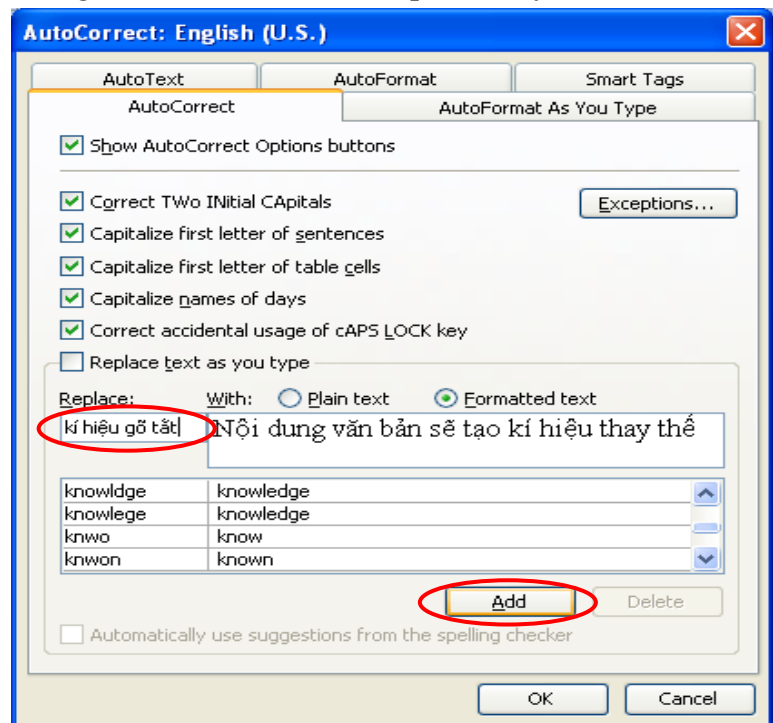 AutoCorrect: English (U.S.)
AutoText AutoFormat Smart Tags
AutoCorrect AutoFormat As You Type
Show AutoCorrect Options buttons
Correct TWo INitial CApitals Exceptions...
Capitalize first letter of sentences
Capitalize first letter of table cells
Capitalize names of days
Correct accidental usage of cAPS LOCK key
Replace text as you type
Replace: With: Plain text Formatted text
kí hiệu gõ tắt Nội dung văn bản sẽ tạo kí hiệu thay thế
knowldge knowledge
knowlege knowledge
knwo know
knwon known
Add Delete
Automatically use suggestions from the spelling checker
OK Cancel